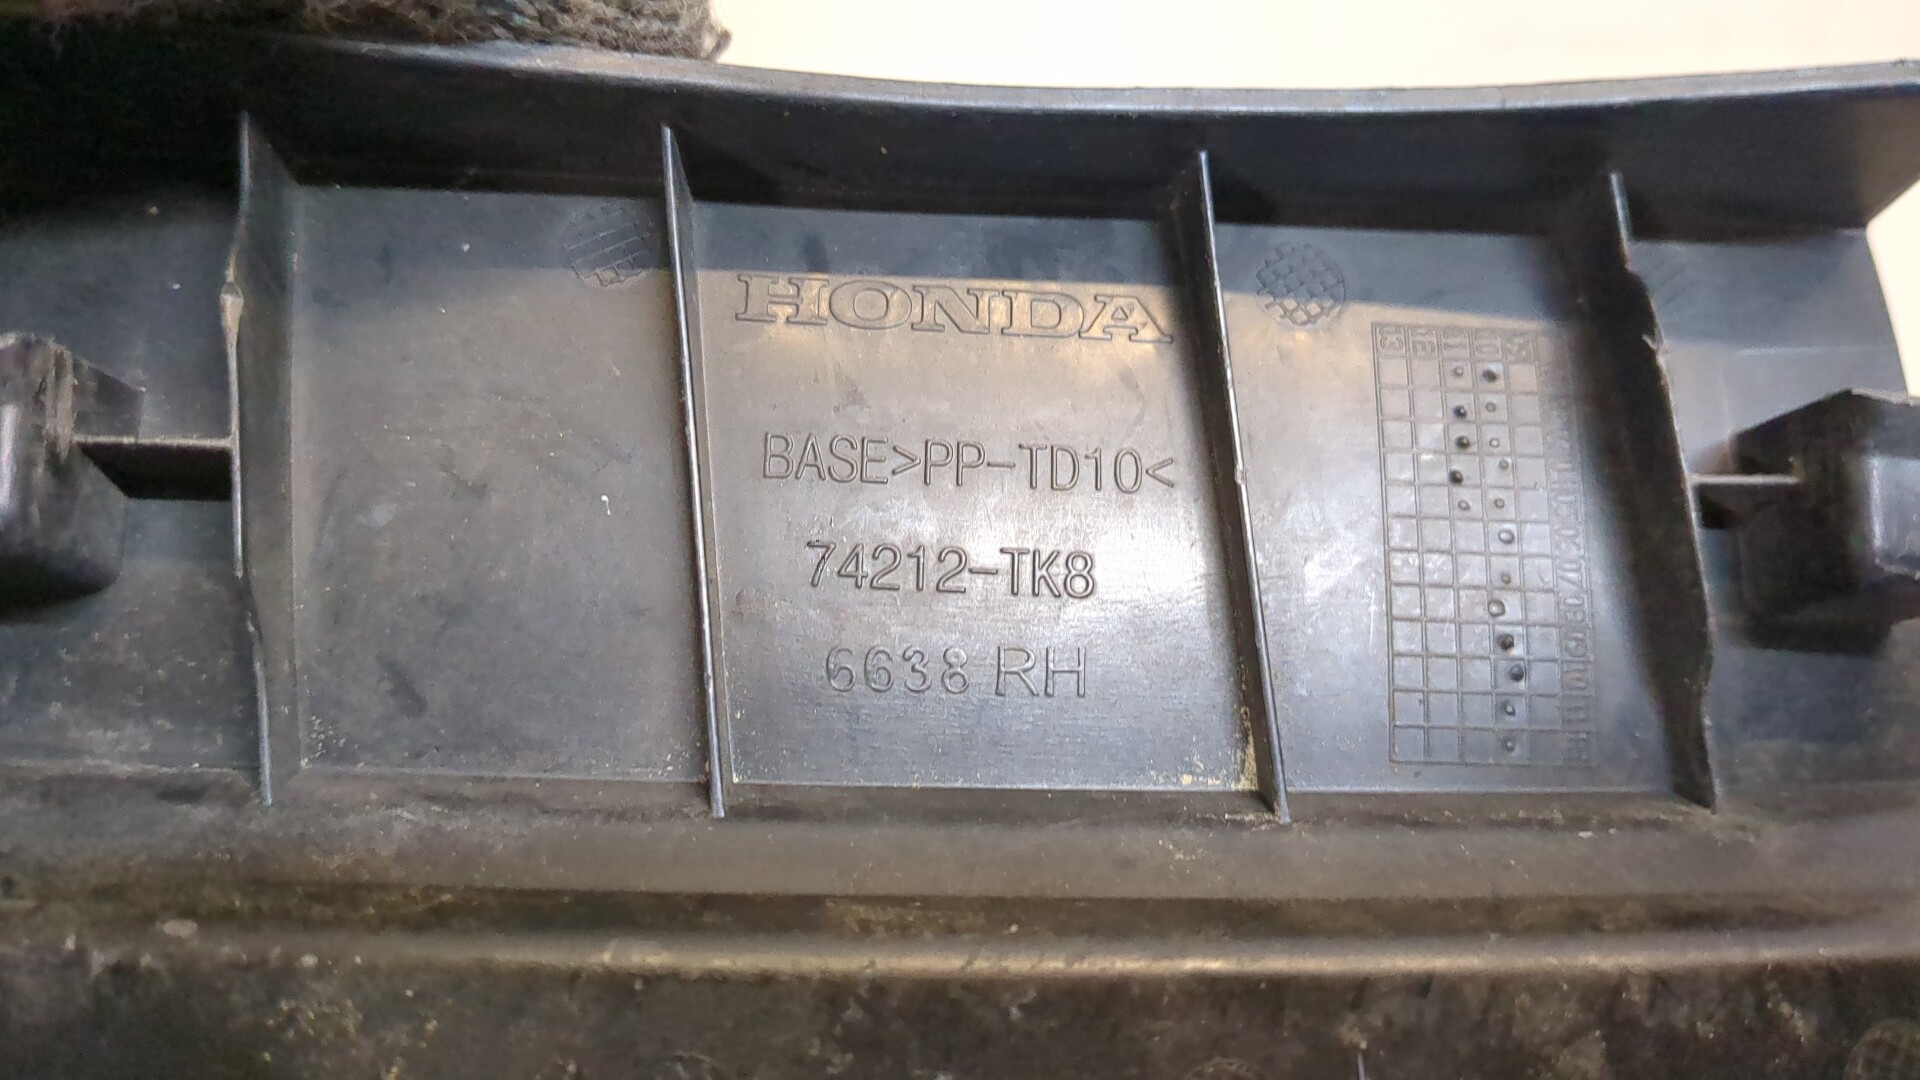 HONDA
BASE>PP-TD10<
74212-TK8
6638 RH